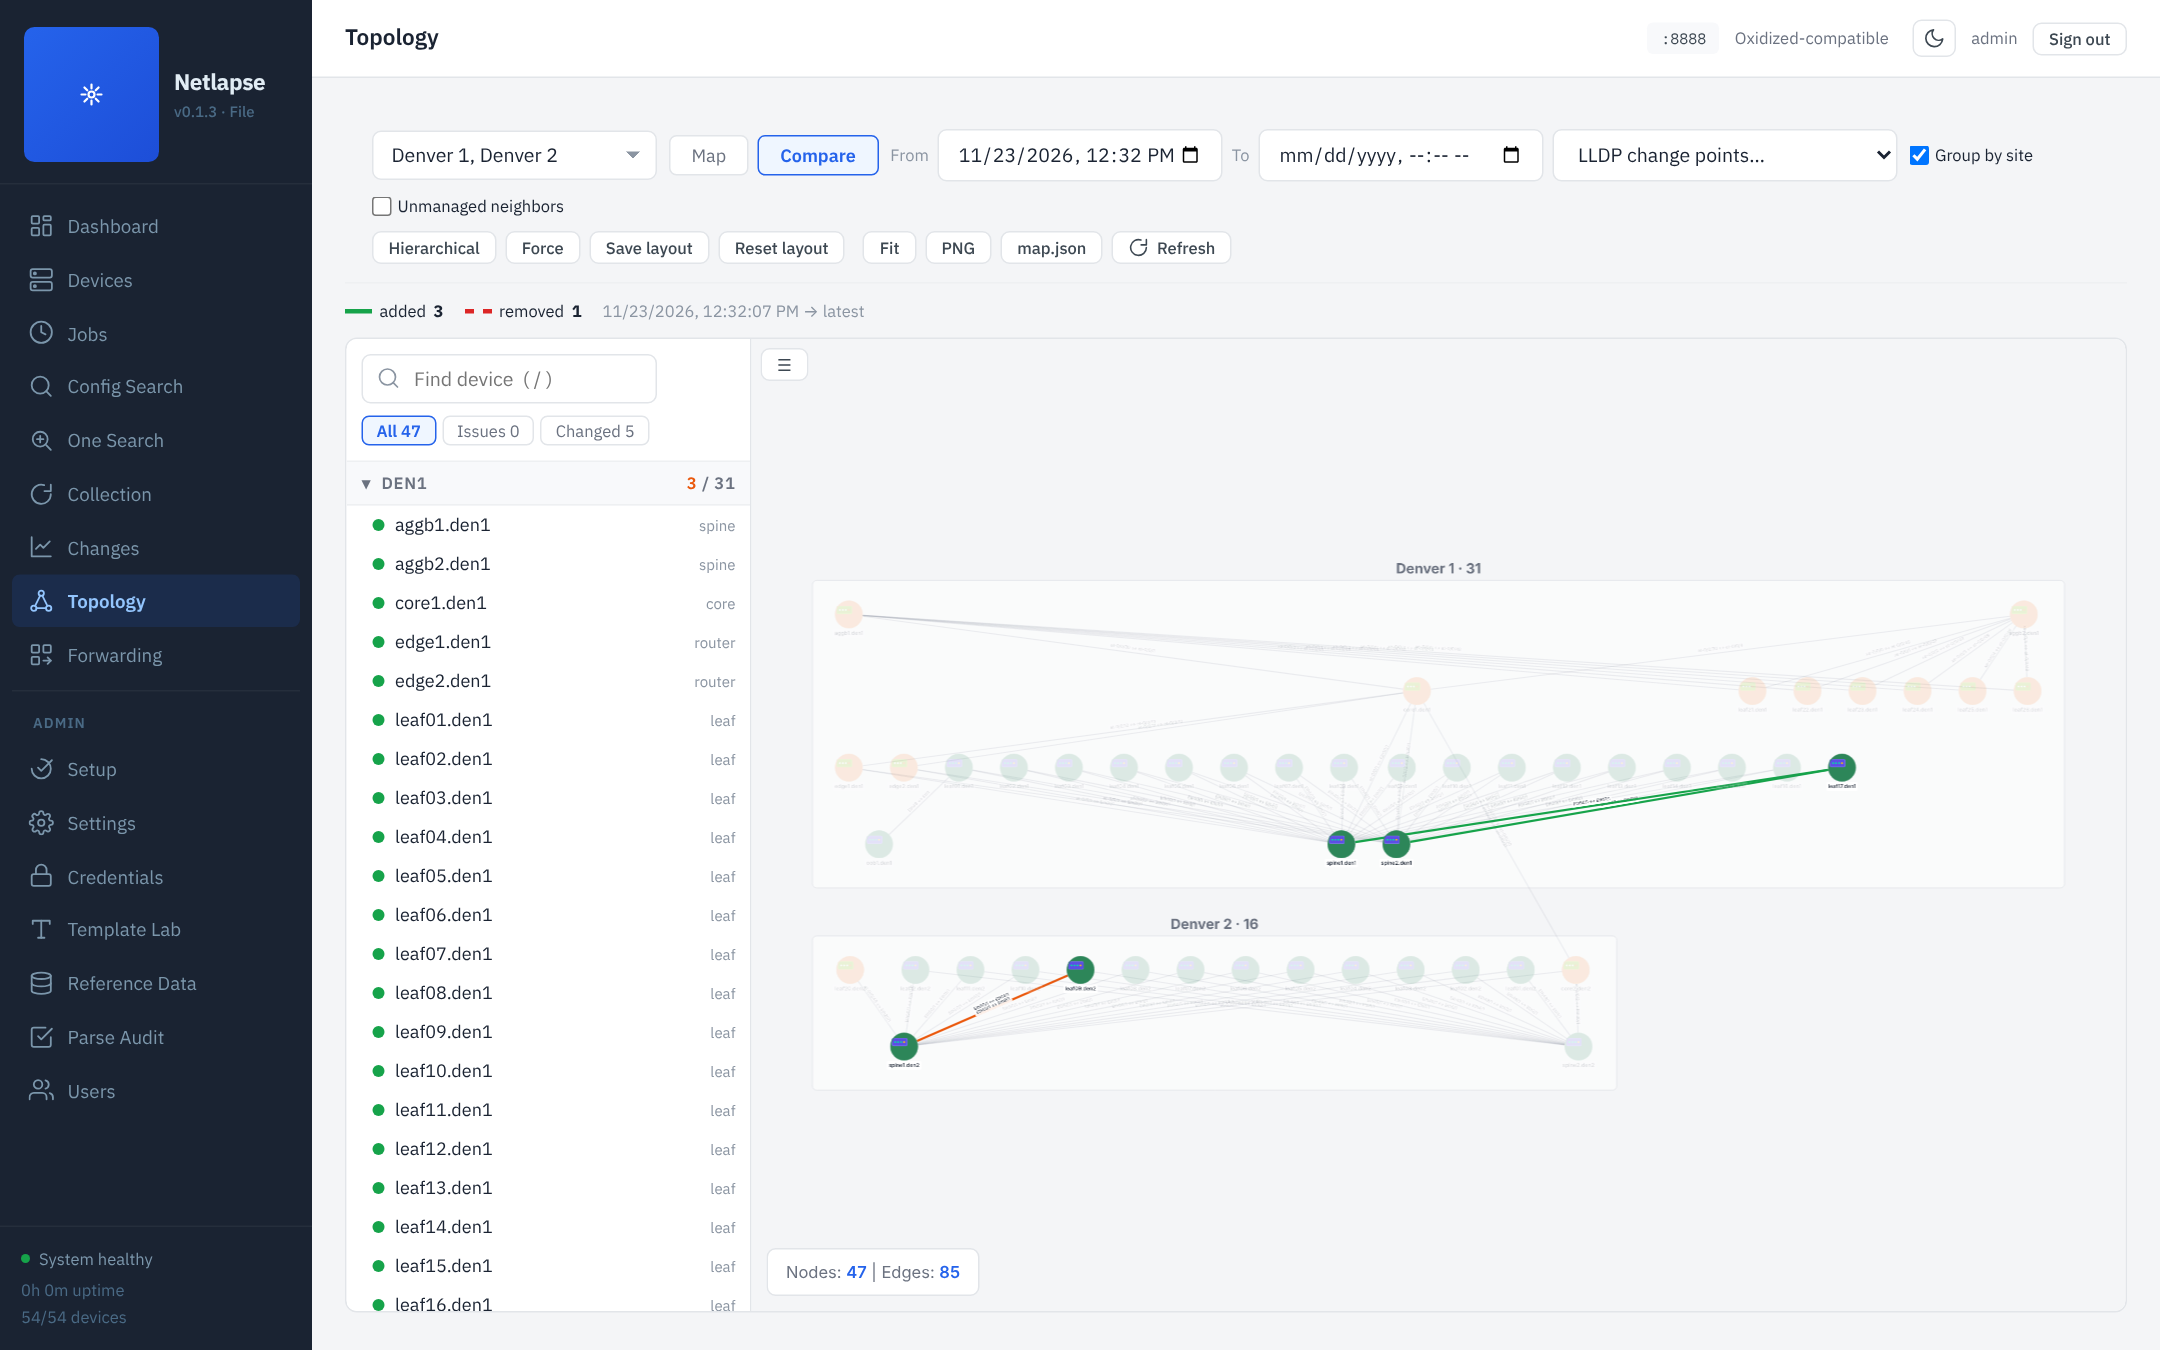 Netlapse
v0.1.3 · File
Dashboard
Devices
Jobs
Config Search
One Search
Collection
Changes
Topology
Forwarding
ADMIN
Setup
Settings
Credentials
Template Lab
Reference Data
Parse Audit
Users
System healthy
0h 0m uptime
54/54 devices
Topology
:8888 Oxidized-compatible admin Sign out
Denver 1, Denver 2 Map Compare From 11/23/2026, 12:32 PM To mm/dd/yyyy, --:-- -- LLDP change points... Group by site
Unmanaged neighbors
Hierarchical Force Save layout Reset layout Fit PNG map.json Refresh
added 3 removed 1 11/23/2026, 12:32:07 PM → latest
Find device ( / )
All 47 Issues 0 Changed 5
▼ DEN1 3 / 31
aggb1.den1 spine
aggb2.den1 spine
core1.den1 core
edge1.den1 router
edge2.den1 router
leaf01.den1 leaf
leaf02.den1 leaf
leaf03.den1 leaf
leaf04.den1 leaf
leaf05.den1 leaf
leaf06.den1 leaf
leaf07.den1 leaf
leaf08.den1 leaf
leaf09.den1 leaf
leaf10.den1 leaf
leaf11.den1 leaf
leaf12.den1 leaf
leaf13.den1 leaf
leaf14.den1 leaf
leaf15.den1 leaf
leaf16.den1 leaf
Denver 1 · 31
leaf17.den1
spine1.den1 spine2.den1
Denver 2 · 16
spine1.den2
Nodes: 47 | Edges: 85